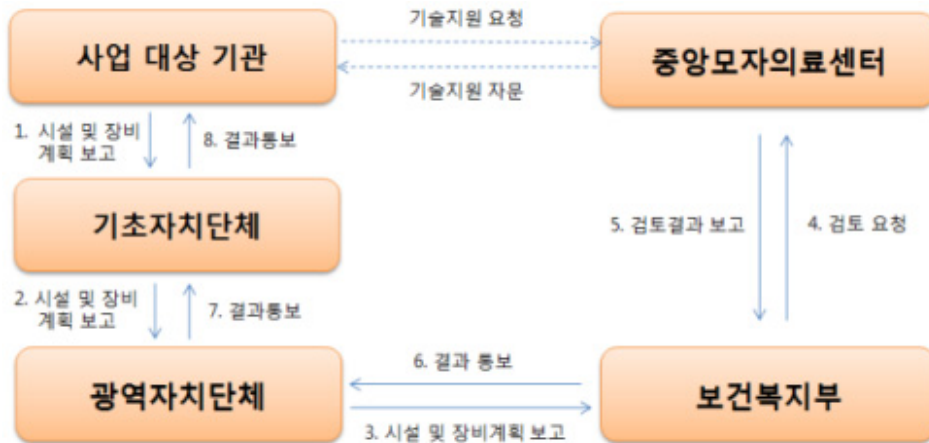 기술지원 요청
사업 대상 기관
중앙모자의료센터
기술지원 자문
1. 시설 및 장비
계획 보고
8. 결과통보
기초자치단체
5. 검토결과 보고
4. 검토 요청
2. 시설 및 장비
계획 보고
7. 결과통보
6. 결과 통보
광역자치단체
보건복지부
3. 시설 및 장비계획 보고